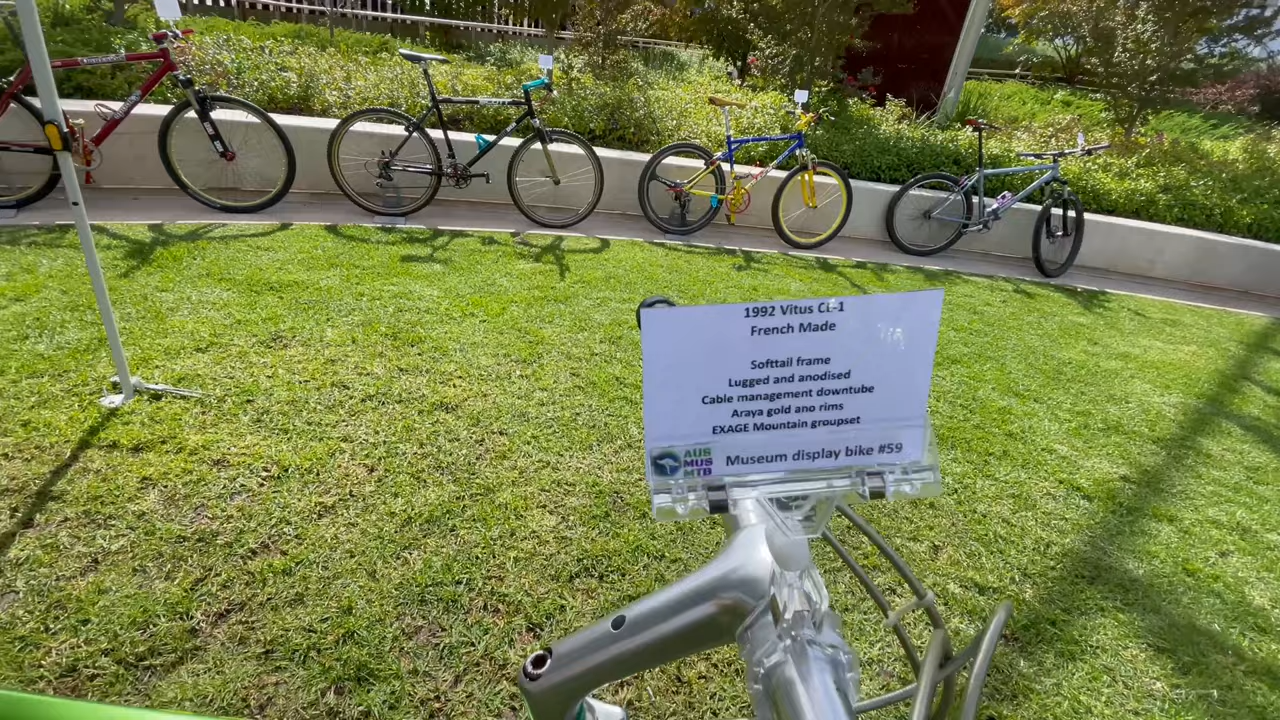 1992 Vitus CE-1
French Made
Softtail frame
Lugged and anodised
Cable management downtube
Araya gold ano rims
EXAGE Mountain groupset
AUS
MUS
MTB
Museum display bike #59